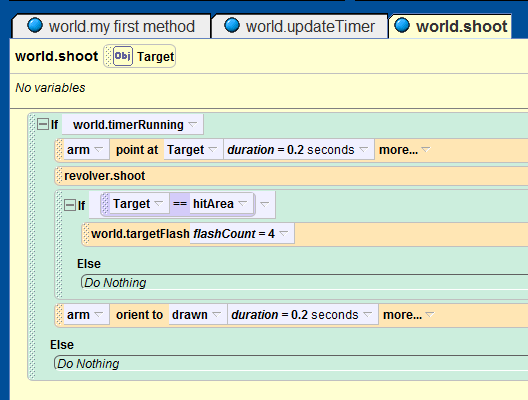 world.my first method world.updateTimer world.shoot
world.shoot Obj Target
No variables
If world.timerRunning
arm point at Target duration = 0.2 seconds more...
revolver.shoot
If Target == hitArea
world.targetFlash flashCount = 4
Else
Do Nothing
arm orient to drawn duration = 0.2 seconds more...
Else
Do Nothing